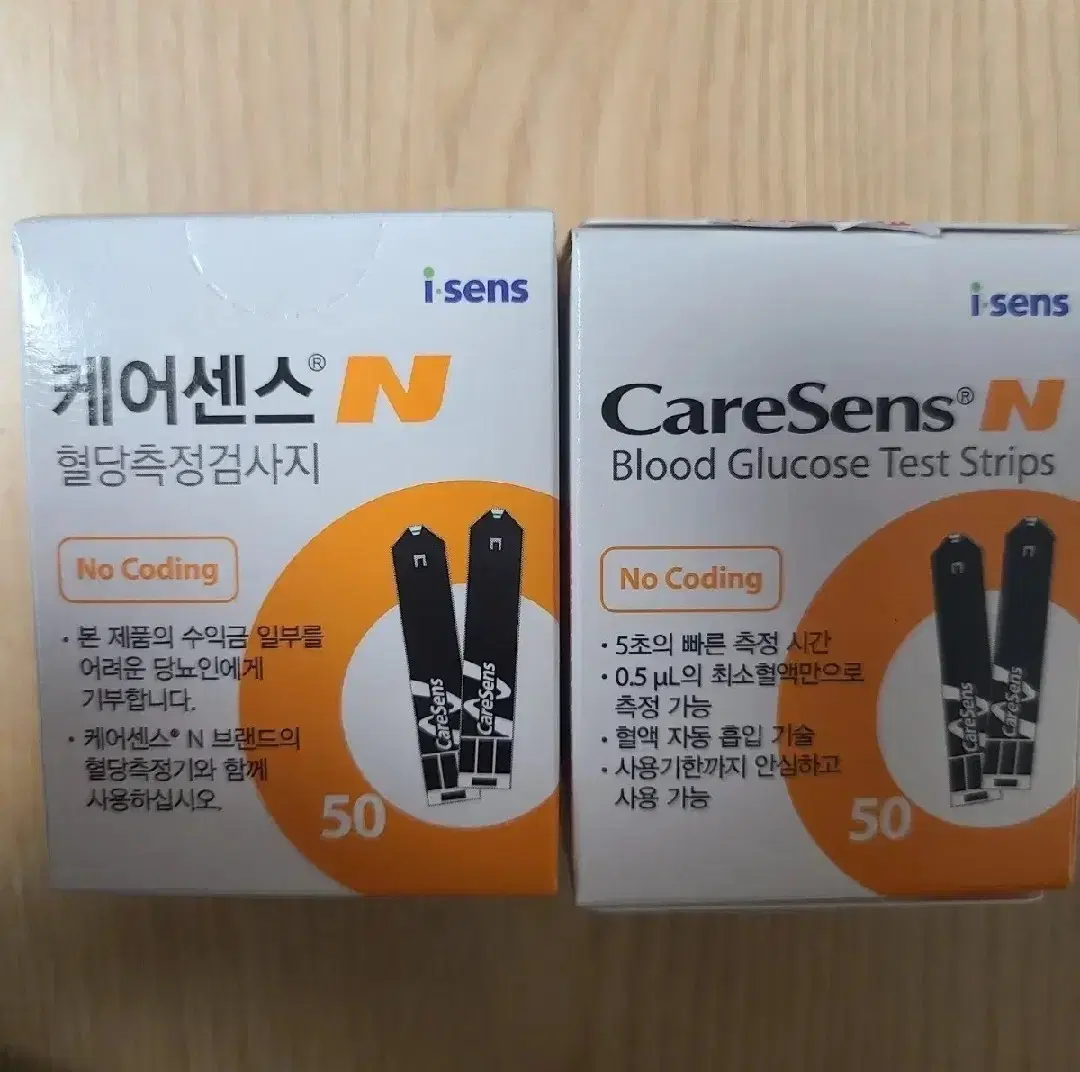 i·sens
케어센스® N
혈당측정검사지
No Coding
· 본 제품의 수익금 일부를
어려운 당뇨인에게
기부합니다.
· 케어센스® N 브랜드의
혈당측정기와 함께
사용하십시오.
CareSens
CareSens
50
i·sens
CareSens® N
Blood Glucose Test Strips
No Coding
· 5초의 빠른 측정 시간
· 0.5 µL의 최소혈액만으로
측정 가능
· 혈액 자동 흡입 기술
· 사용기한까지 안심하고
사용 가능
CareSens
CareSens
50